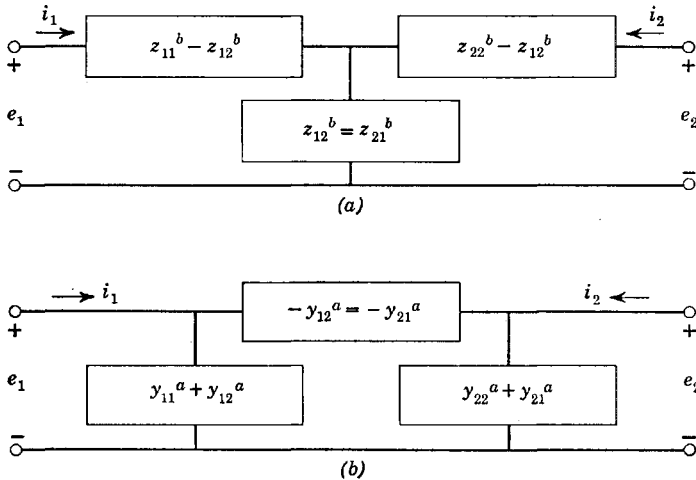 i₁ i₂
z₁₁ᵇ − z₁₂ᵇ z₂₂ᵇ − z₁₂ᵇ
+ +
e₁ z₁₂ᵇ = z₂₁ᵇ e₂
− −
(a)
i₁ − y₁₂ᵃ = − y₂₁ᵃ i₂
+ +
e₁ y₁₁ᵃ + y₁₂ᵃ y₂₂ᵃ + y₂₁ᵃ e₂
− −
(b)